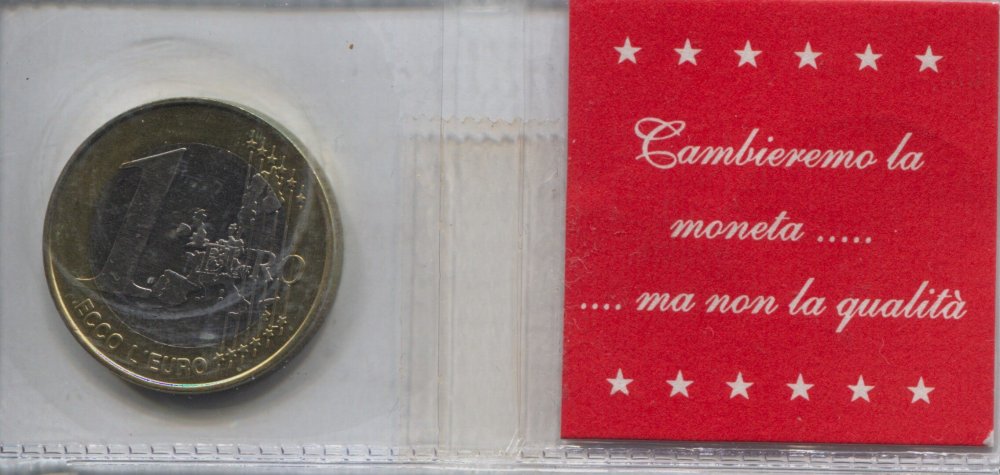 1 EURO
ECCO L'EURO
Cambieremo la
moneta .....
.... ma non la qualità